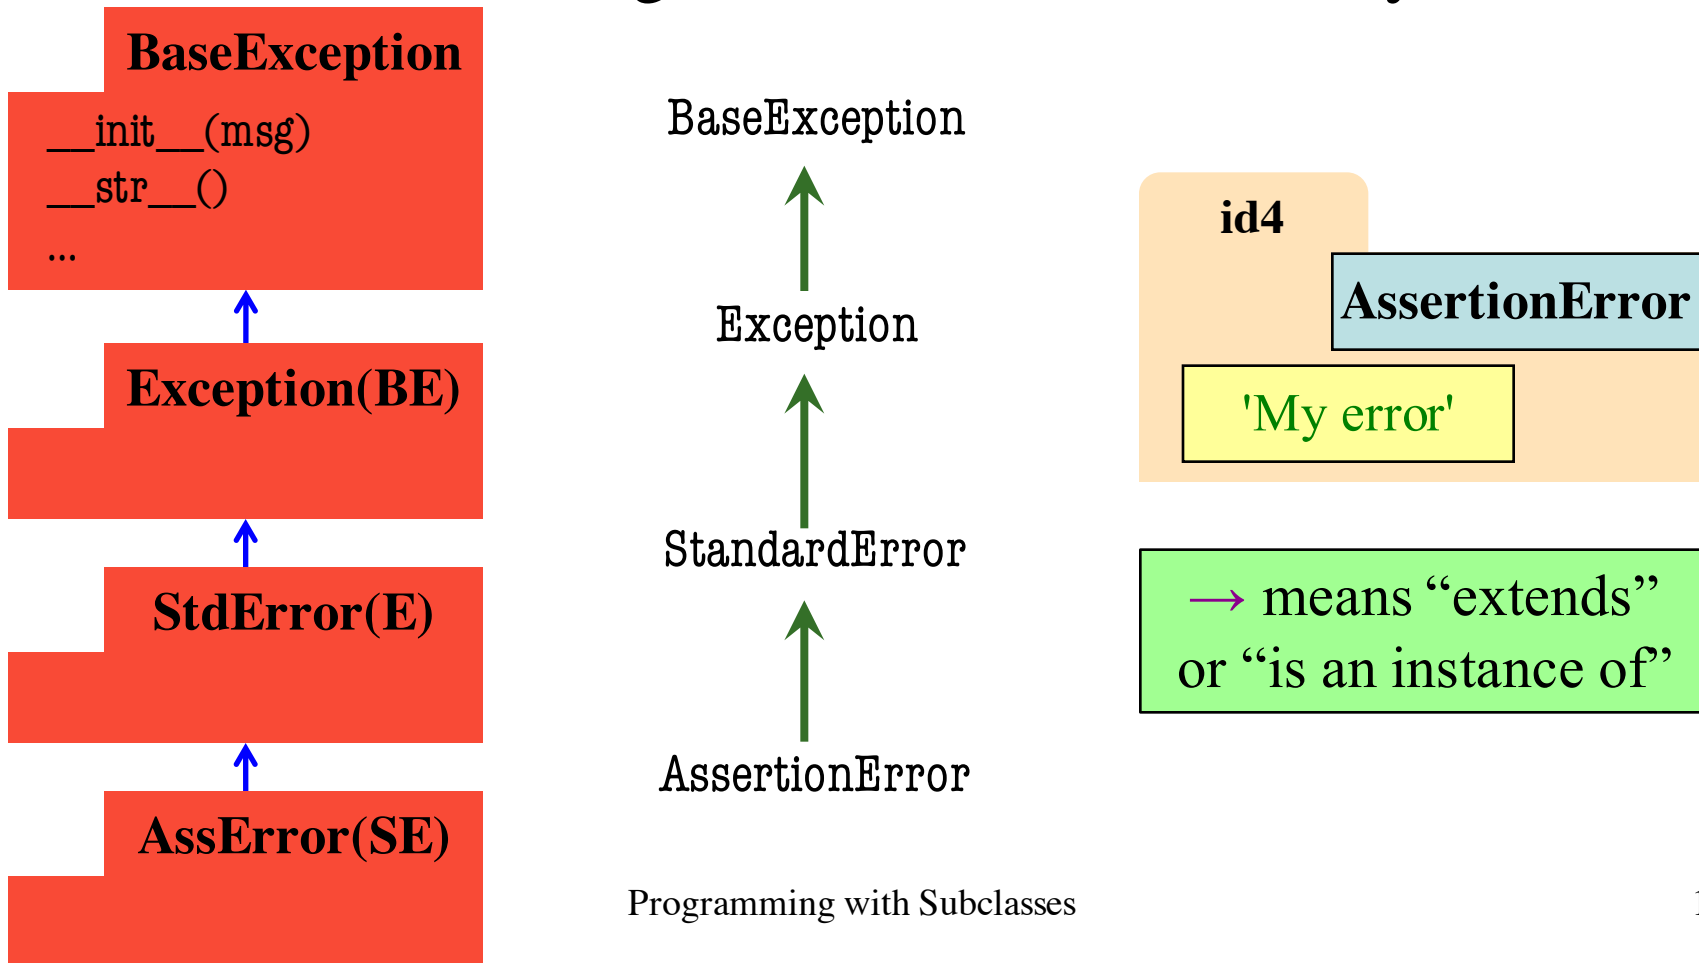 BaseException
__init__(msg)
__str__()
...
Exception(BE)
StdError(E)
AssError(SE)
BaseException
Exception
StandardError
AssertionError
id4
AssertionError
'My error'
→ means “extends”
or “is an instance of”
Programming with Subclasses